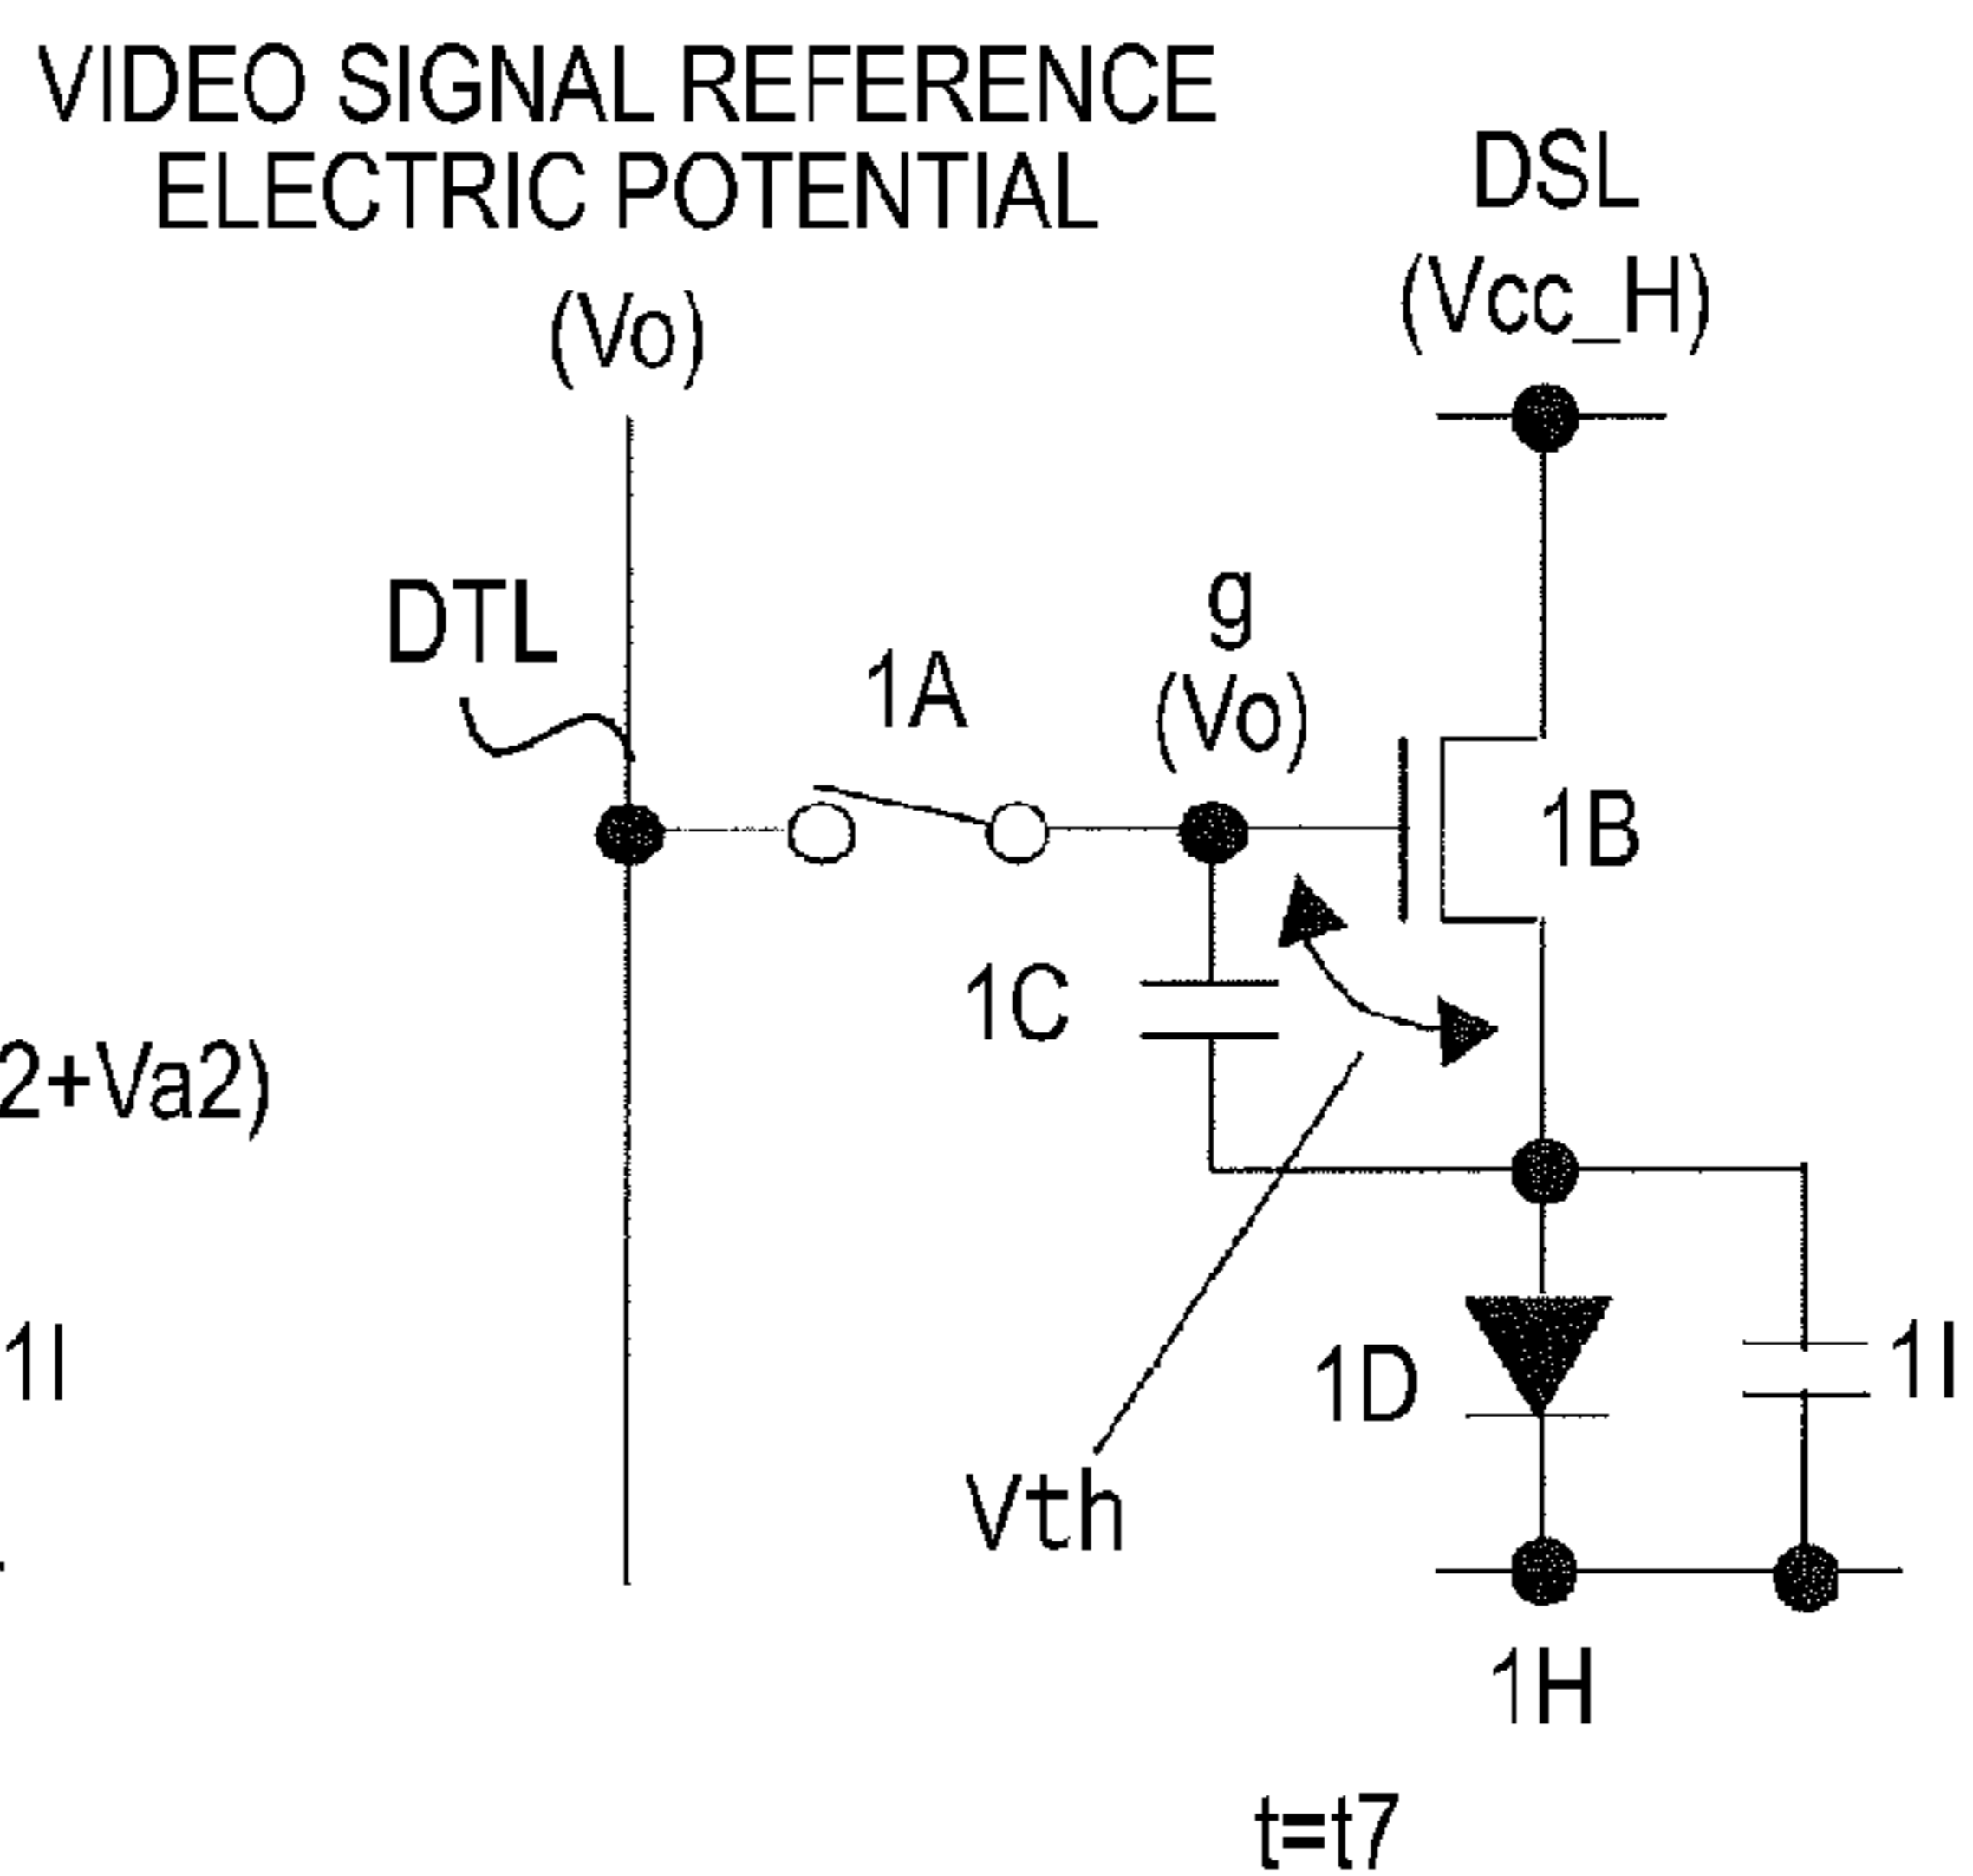 VIDEO SIGNAL REFERENCE
ELECTRIC POTENTIAL
(Vo)
DSL
(Vcc_H)
DTL
1A
g
(Vo)
1B
1C
2+Va2)
1I
1D
1I
Vth
1H
t=t7